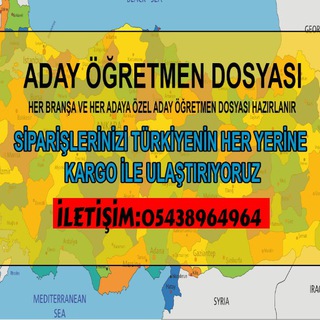 ADAY ÖĞRETMEN DOSYASI
HER BRANŞA VE HER ADAYA ÖZEL ADAY ÖĞRETMEN DOSYASI HAZIRLANIR
SİPARİŞLERİNİZİ TÜRKİYENİN HER YERİNE
KARGO İLE ULAŞTIRIYORUZ
İLETİŞİM:05438964964
MEDITERRANEAN
SEA
SYRIA